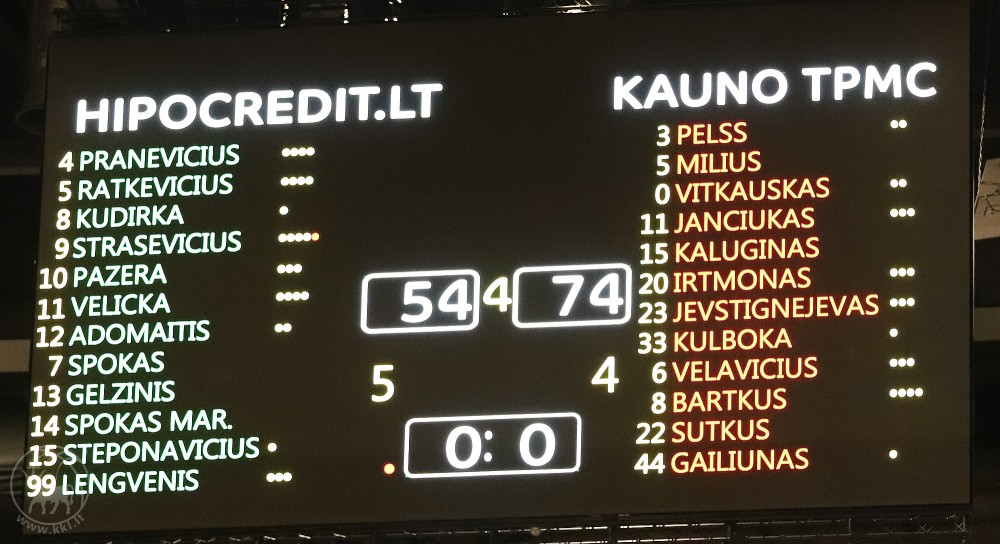 HIPOCREDIT.LT
4 PRANEVICIUS
5 RATKEVICIUS
8 KUDIRKA
9 STRASEVICIUS
10 PAZERA
11 VELICKA
12 ADOMAITIS
7 SPOKAS
13 GELZINIS
14 SPOKAS MAR.
15 STEPONAVICIUS
99 LENGVENIS
54 4 74
5 4
0:0
KAUNO TPMC
3 PELSS
5 MILIUS
0 VITKAUSKAS
11 JANCIUKAS
15 KALUGINAS
20 IRTMONAS
23 JEVSTIGNEJEVAS
33 KULBOKA
6 VELAVICIUS
8 BARTKUS
22 SUTKUS
44 GAILIUNAS
www.kkl.lt